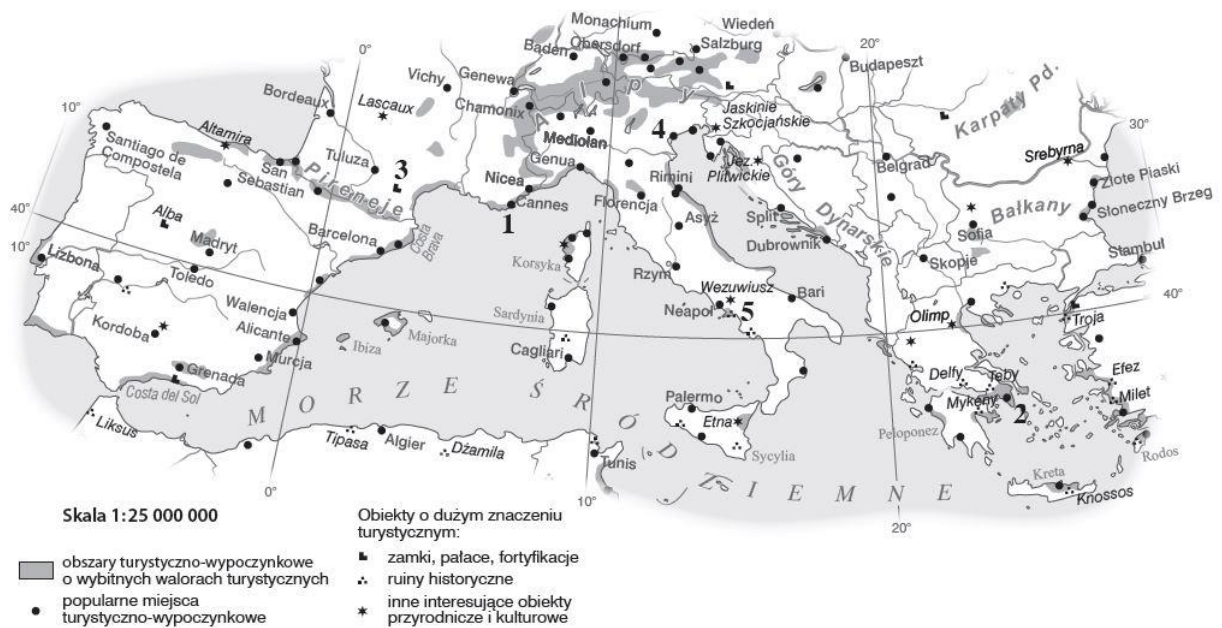 Monachium
Wiedeń
0°
20°
Baden
Obersdorf
Salzburg
Vichy
Genewa
Budapeszt
10°
Bordeaux
Lascaux
Chamonix
Alpy
Jaskinie
Szkocjańskie
Karpaty Pd.
30°
Altamira
Mediolan
4
Srebyrna
Santiago de
Compostela
Tuluza
3
Genua
Jez.
Plitwickie
Belgrad
San
Sebastian
Pireneje
Nicea
Rimini
Góry
Dynarskie
Złote Piaski
Cannes
Florencja
Bałkany
Słoneczny Brzeg
40°
Alba
1
Asyż
Split
Sofia
10°
Madryt
Barcelona
Costa
Brava
Korsyka
Dubrownik
Stambuł
Lizbona
Toledo
Rzym
Skopje
Wezuwiusz
Bari
40°
Walencja
Sardynia
Neapol
5
Olimp
Troja
Kordoba
Alicante
Ibiza
Majorka
Cagliari
Murcja
Grenada
Delfy
Teby
Efez
Costa del Sol
Palermo
Mykeny
2
Milet
MORZE ŚRÓDZIEMNE
Liksus
Etna
Peloponez
Tipasa
Algier
Dżamila
Sycylia
Rodos
Tunis
Kreta
Knossos
0°
10°
20°
Skala 1:25 000 000
obszary turystyczno-wypoczynkowe
o wybitnych walorach turystycznych
popularne miejsca
turystyczno-wypoczynkowe
Obiekty o dużym znaczeniu
turystycznym:
zamki, pałace, fortyfikacje
ruiny historyczne
inne interesujące obiekty
przyrodnicze i kulturowe